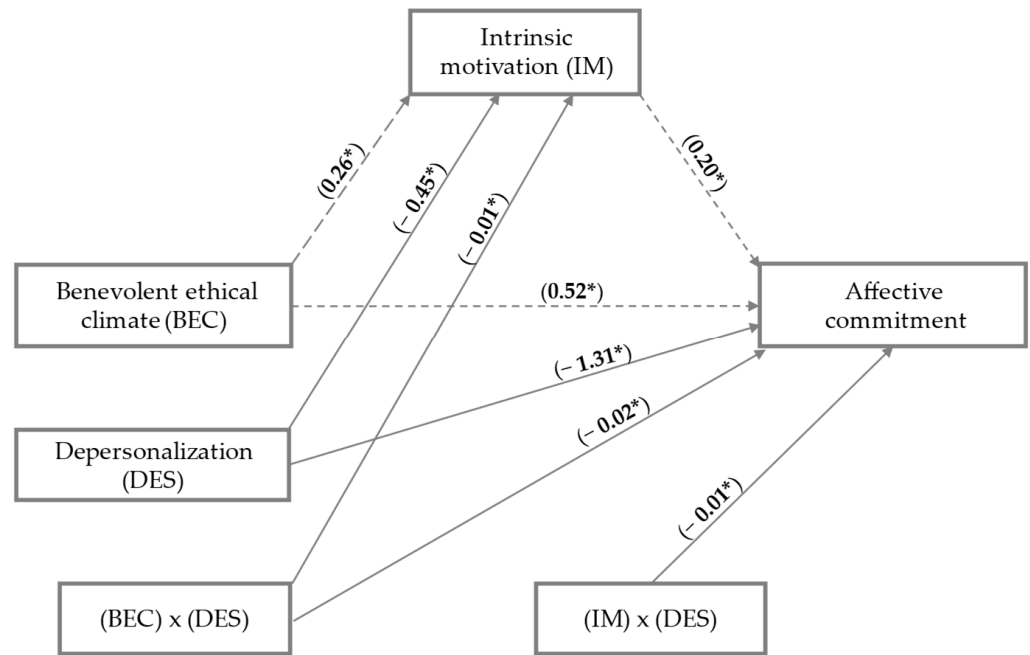 Intrinsic
motivation (IM)
(0.26*)
(– 0.45*)
(– 0.01*)
(0.20*)
Benevolent ethical
climate (BEC)
(0.52*)
Affective
commitment
(– 1.31*)
(– 0.02*)
Depersonalization
(DES)
(– 0.01*)
(BEC) x (DES)
(IM) x (DES)